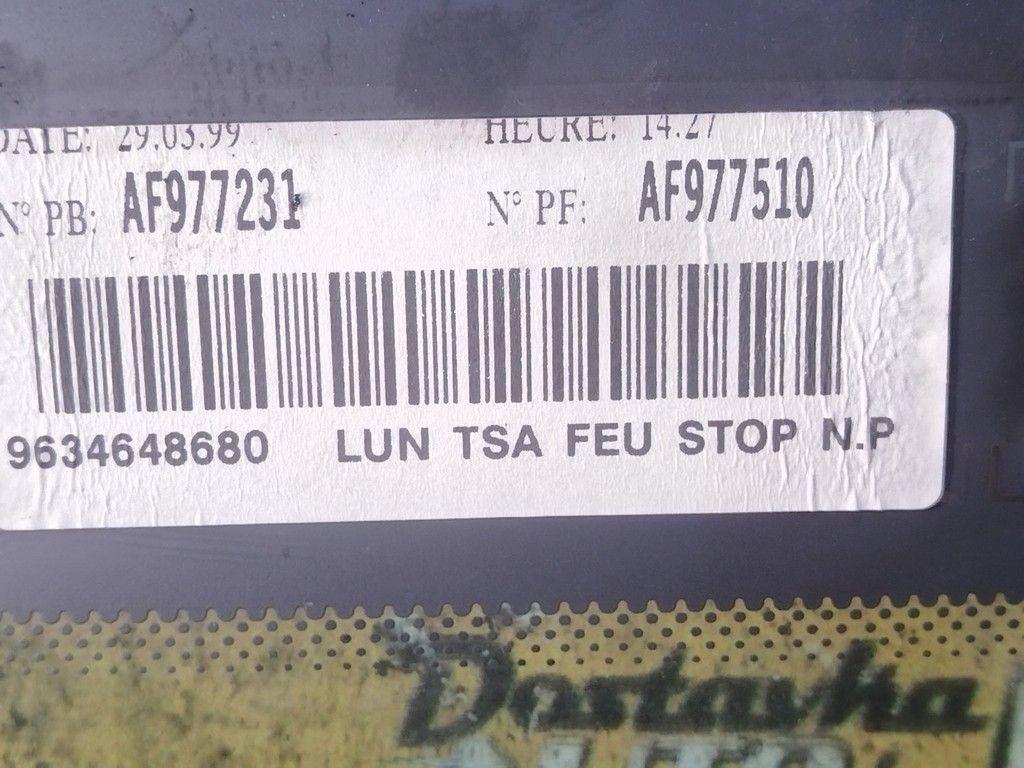 DATE: 29.03.99 HEURE: 14.27
N° PB: AF977231 N° PF: AF977510
9634648680 LUN TSA FEU STOP N.P
Dostavka